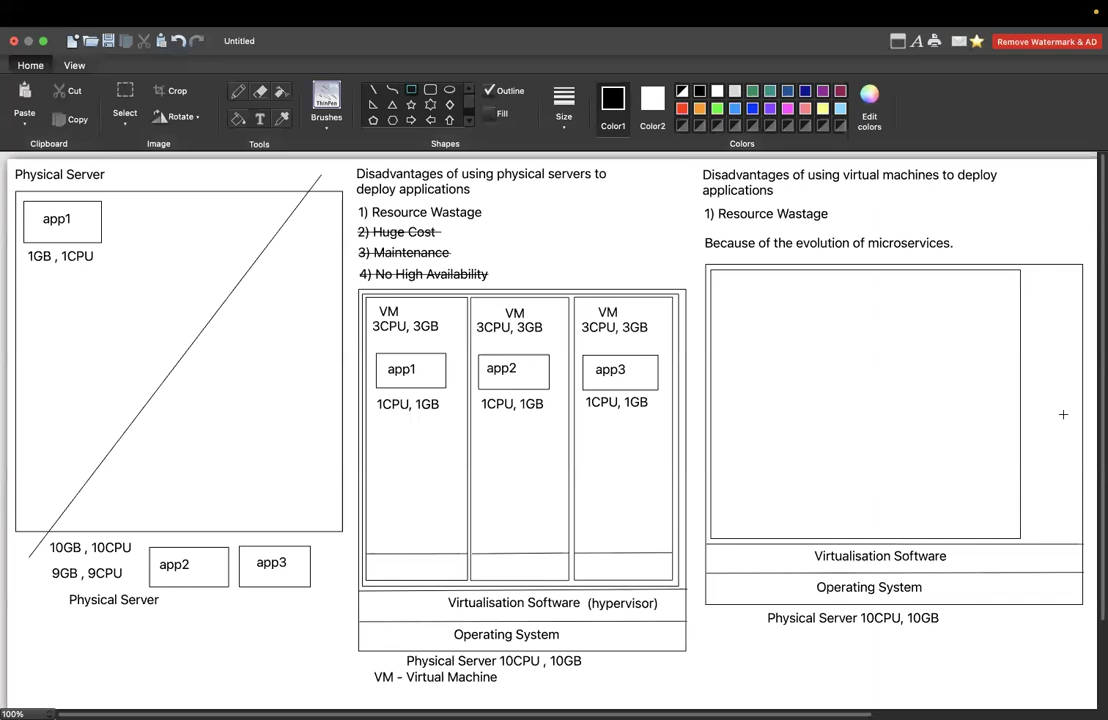 Untitled
Remove Watermark & AD
Home
View
Cut
Paste
Copy
Clipboard
Select
Crop
Rotate
Image
Tools
ThinPen
Brushes
Outline
Fill
Shapes
Size
Color1
Color2
Colors
Edit
colors
Physical Server
app1
1GB , 1CPU
10GB , 10CPU
9GB , 9CPU
app2
app3
Physical Server
Disadvantages of using physical servers to
deploy applications
1) Resource Wastage
2) Huge Cost
3) Maintenance
4) No High Availability
VM
3CPU, 3GB
app1
1CPU, 1GB
VM
3CPU, 3GB
app2
1CPU, 1GB
VM
3CPU, 3GB
app3
1CPU, 1GB
Virtualisation Software (hypervisor)
Operating System
Physical Server 10CPU , 10GB
VM - Virtual Machine
Disadvantages of using virtual machines to deploy
applications
1) Resource Wastage
Because of the evolution of microservices.
Virtualisation Software
Operating System
Physical Server 10CPU, 10GB
100%